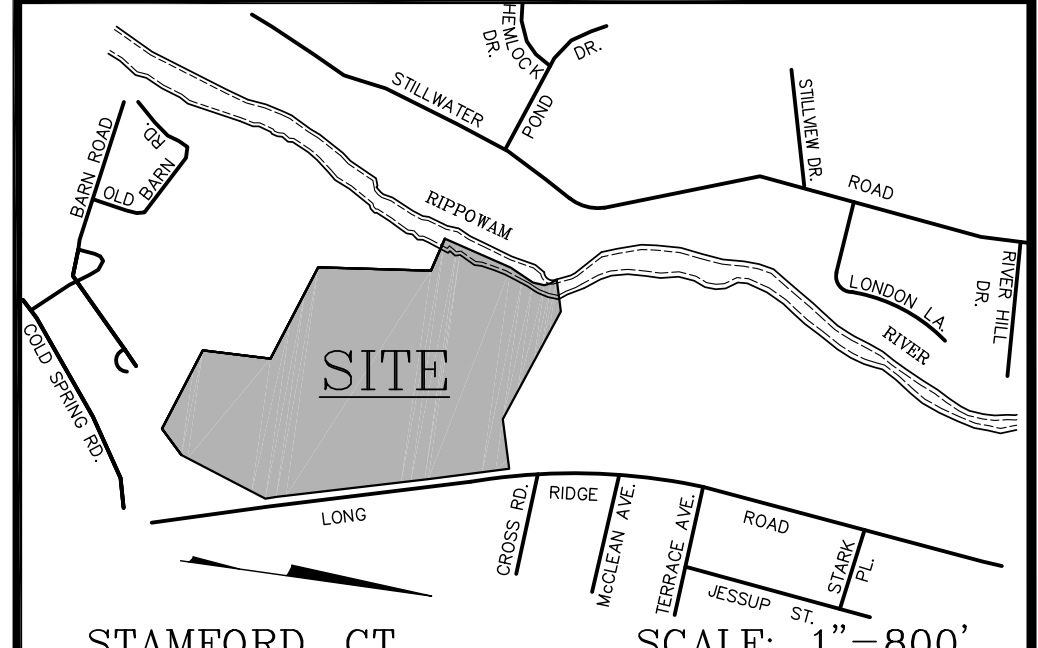 HEMLOCK
DR.
DR.
STILLWATER
POND
STILLVIEW DR.
BARN ROAD
RD.
OLD BARN
ROAD
RIPPOWAM
RIVER HILL
DR.
LONDON LA.
RIVER
COLD SPRING RD.
SITE
LONG
CROSS RD.
RIDGE
McCLEAN AVE.
TERRACE AVE.
ROAD
STARK
PL.
JESSUP ST.
STAMFORD, CT
SCALE: 1"=800'